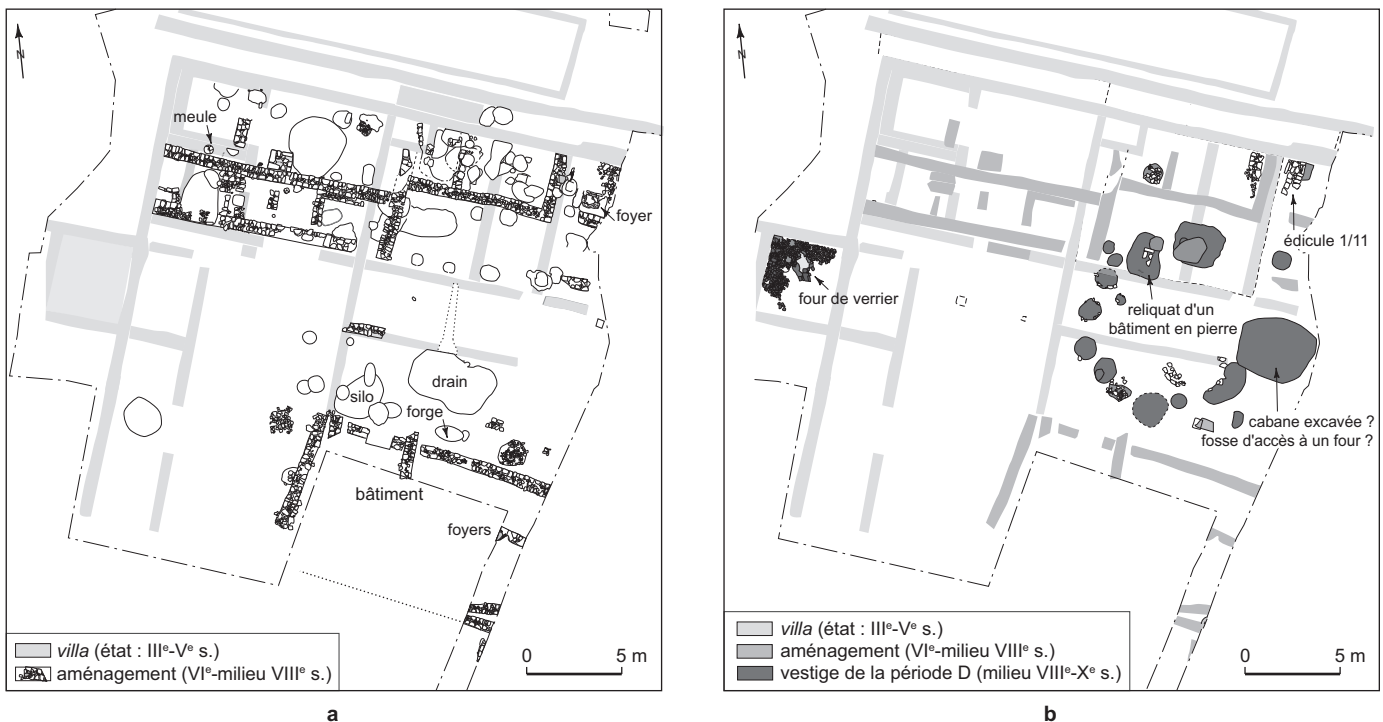 N
meule
foyer
drain
silo
forge
bâtiment
foyers
villa (état : IIIe-Ve s.)
aménagement (VIe-milieu VIIIe s.)
0 5 m
a
N
édicule 1/11
four de verrier
reliquat d'un
bâtiment en pierre
cabane excavée ?
fosse d'accès à un four ?
villa (état : IIIe-Ve s.)
aménagement (VIe-milieu VIIIe s.)
vestige de la période D (milieu VIIIe-Xe s.)
0 5 m
b